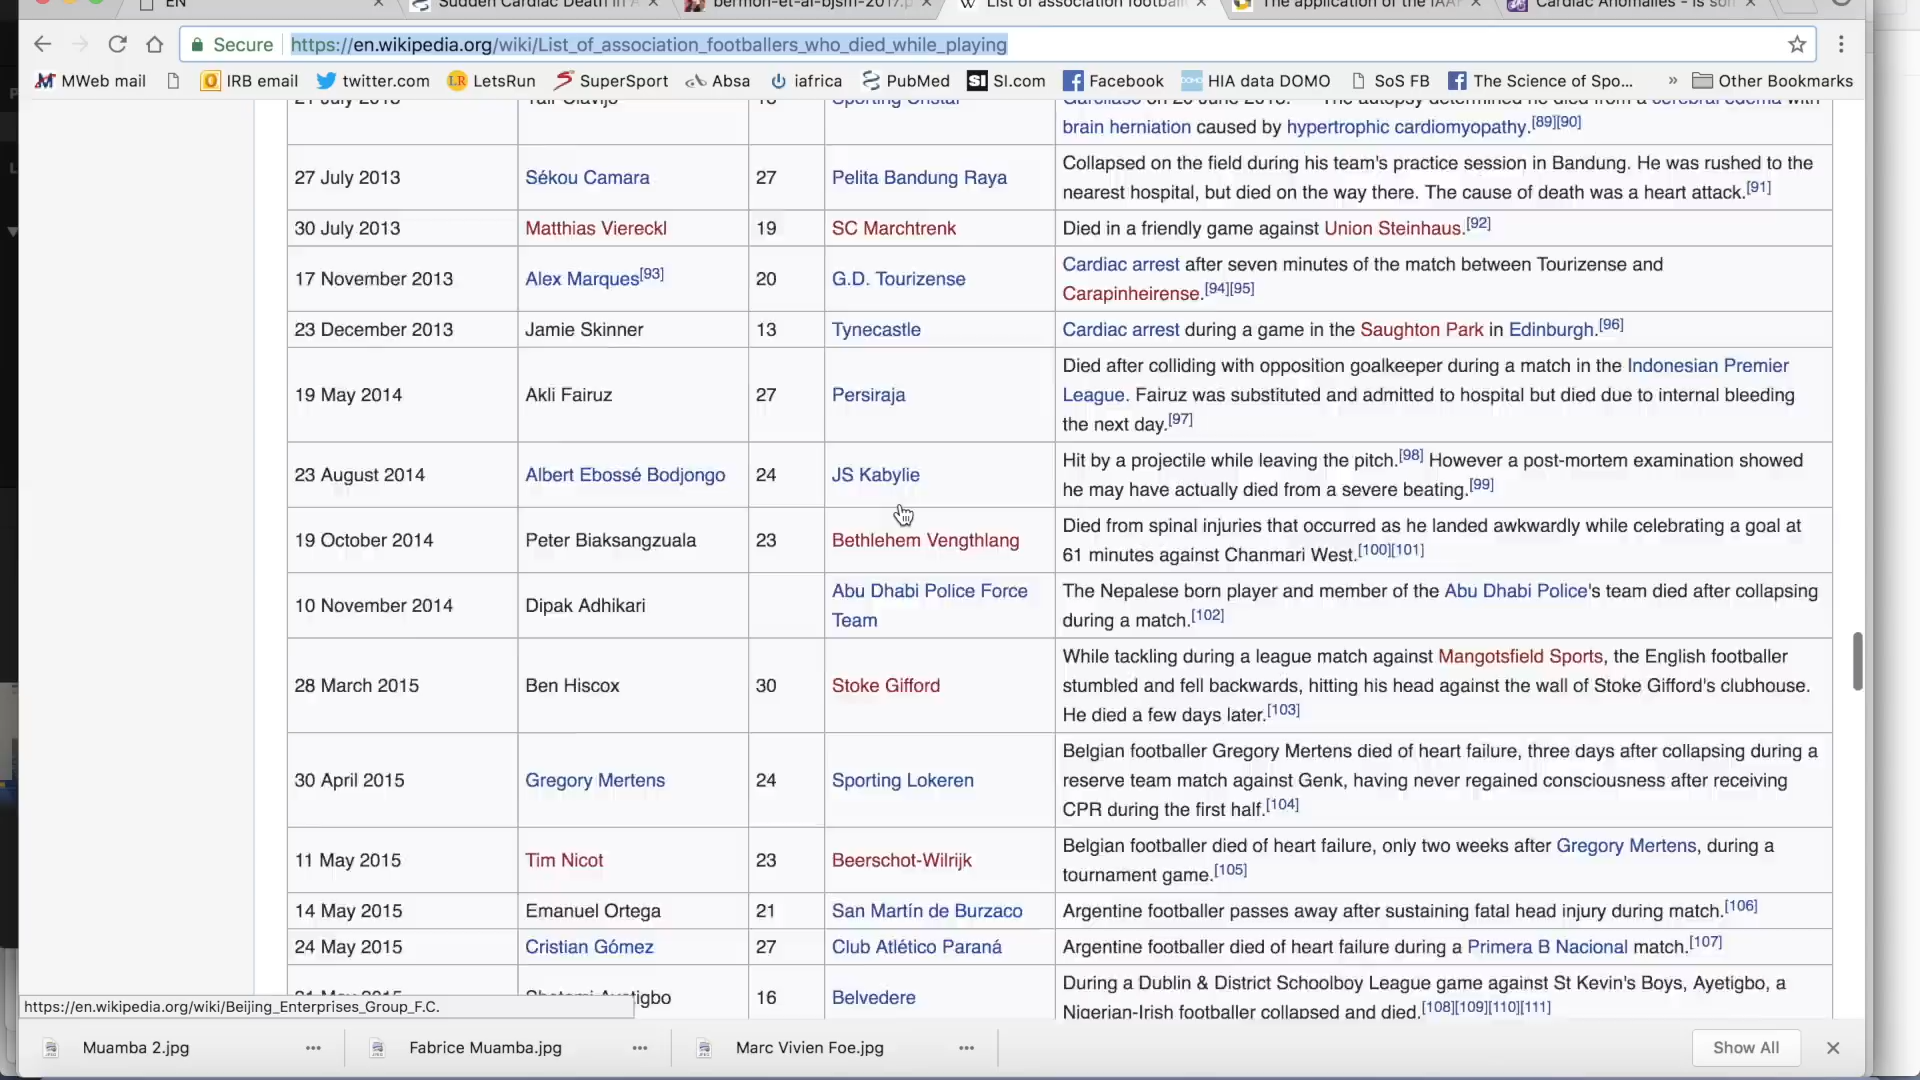 EN
Sudden Cardiac Death in A
bermon-et-al-bjsm-2017.p
List of association football
The application of the IAAF
Cardiac Anomalies - is son
Secure https://en.wikipedia.org/wiki/List_of_association_footballers_who_died_while_playing
MWeb mail IRB email twitter.com LetsRun SuperSport Absa iafrica PubMed SI.com Facebook HIA data DOMO SoS FB The Science of Spo... » Other Bookmarks
brain herniation caused by hypertrophic cardiomyopathy.[89][90]
27 July 2013 Sékou Camara 27 Pelita Bandung Raya Collapsed on the field during his team's practice session in Bandung. He was rushed to the
nearest hospital, but died on the way there. The cause of death was a heart attack.[91]
30 July 2013 Matthias Viereckl 19 SC Marchtrenk Died in a friendly game against Union Steinhaus.[92]
17 November 2013 Alex Marques[93] 20 G.D. Tourizense Cardiac arrest after seven minutes of the match between Tourizense and
Carapinheirense.[94][95]
23 December 2013 Jamie Skinner 13 Tynecastle Cardiac arrest during a game in the Saughton Park in Edinburgh.[96]
19 May 2014 Akli Fairuz 27 Persiraja Died after colliding with opposition goalkeeper during a match in the Indonesian Premier
League. Fairuz was substituted and admitted to hospital but died due to internal bleeding
the next day.[97]
23 August 2014 Albert Ebossé Bodjongo 24 JS Kabylie Hit by a projectile while leaving the pitch.[98] However a post-mortem examination showed
he may have actually died from a severe beating.[99]
19 October 2014 Peter Biaksangzuala 23 Bethlehem Vengthlang Died from spinal injuries that occurred as he landed awkwardly while celebrating a goal at
61 minutes against Chanmari West.[100][101]
10 November 2014 Dipak Adhikari Abu Dhabi Police Force Team The Nepalese born player and member of the Abu Dhabi Police's team died after collapsing
during a match.[102]
28 March 2015 Ben Hiscox 30 Stoke Gifford While tackling during a league match against Mangotsfield Sports, the English footballer
stumbled and fell backwards, hitting his head against the wall of Stoke Gifford's clubhouse.
He died a few days later.[103]
30 April 2015 Gregory Mertens 24 Sporting Lokeren Belgian footballer Gregory Mertens died of heart failure, three days after collapsing during a
reserve team match against Genk, having never regained consciousness after receiving
CPR during the first half.[104]
11 May 2015 Tim Nicot 23 Beerschot-Wilrijk Belgian footballer died of heart failure, only two weeks after Gregory Mertens, during a
tournament game.[105]
14 May 2015 Emanuel Ortega 21 San Martín de Burzaco Argentine footballer passes away after sustaining fatal head injury during match.[106]
24 May 2015 Cristian Gómez 27 Club Atlético Paraná Argentine footballer died of heart failure during a Primera B Nacional match.[107]
16 Belvedere During a Dublin & District Schoolboy League game against St Kevin's Boys, Ayetigbo, a
Nigerian-Irish footballer collapsed and died.[108][109][110][111]
https://en.wikipedia.org/wiki/Beijing_Enterprises_Group_F.C.
Muamba 2.jpg Fabrice Muamba.jpg Marc Vivien Foe.jpg Show All